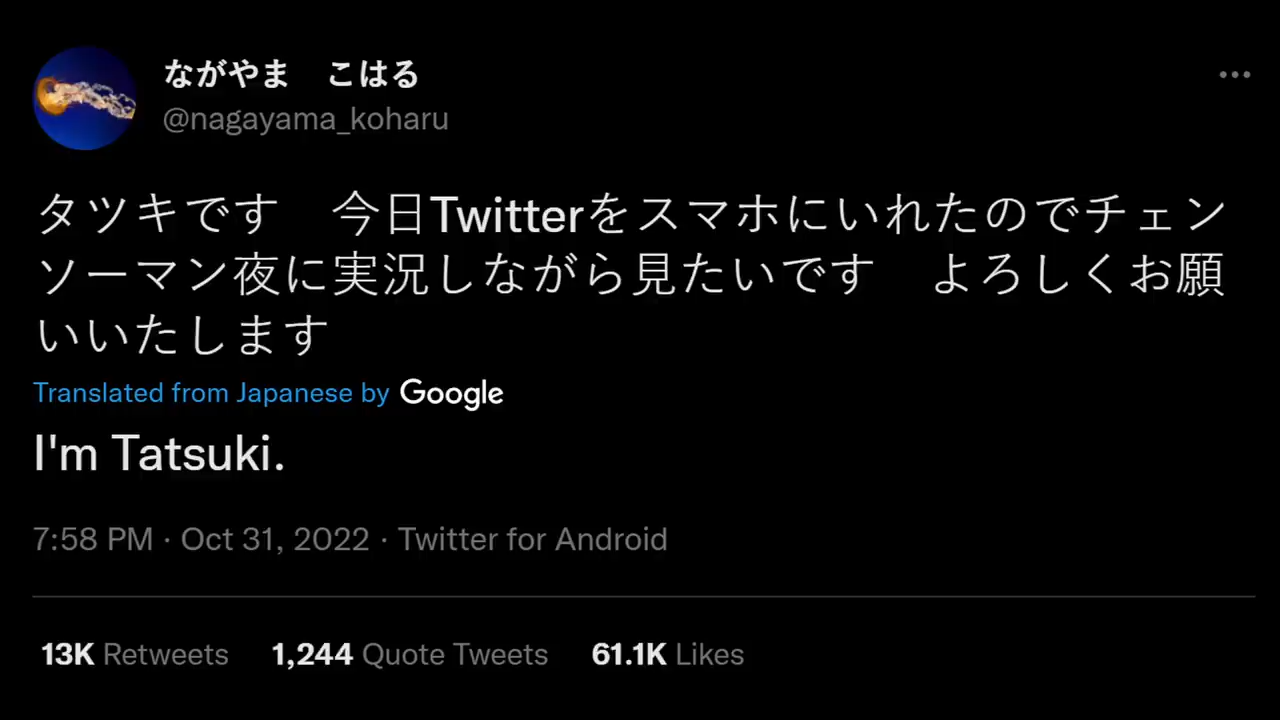 ながやま　こはる
@nagayama_koharu
タツキです　今日Twitterをスマホにいれたのでチェン
ソーマン夜に実況しながら見たいです　よろしくお願
いいたします
Translated from Japanese by Google
I'm Tatsuki.
7:58 PM · Oct 31, 2022 · Twitter for Android
13K Retweets 1,244 Quote Tweets 61.1K Likes